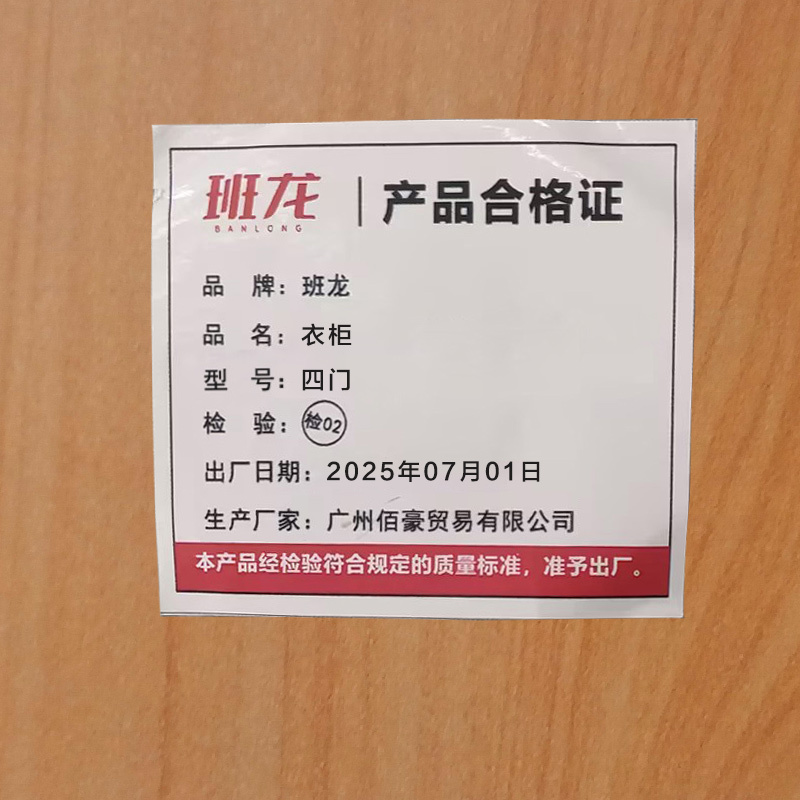 班龙 | 产品合格证
BANLONG
品 牌：班龙
品 名：衣柜
型 号：四门
检 验：检02
出厂日期：2025年07月01日
生产厂家：广州佰豪贸易有限公司
本产品经检验符合规定的质量标准，准予出厂。